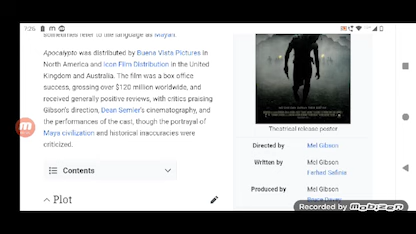 7:26
sometimes refer to the language as Mayan.
Apocalypto was distributed by Buena Vista Pictures in
North America and Icon Film Distribution in the United
Kingdom and Australia. The film was a box office
success, grossing over $120 million worldwide, and
received generally positive reviews, with critics praising
Gibson's direction, Dean Semler's cinematography, and
the performances of the cast, though the portrayal of
Maya civilization and historical inaccuracies were
criticized.
Contents
Plot
Theatrical release poster
Directed by Mel Gibson
Written by Mel Gibson
Farhad Safinia
Produced by Mel Gibson
Bruce Davey
Recorded by Mobizen